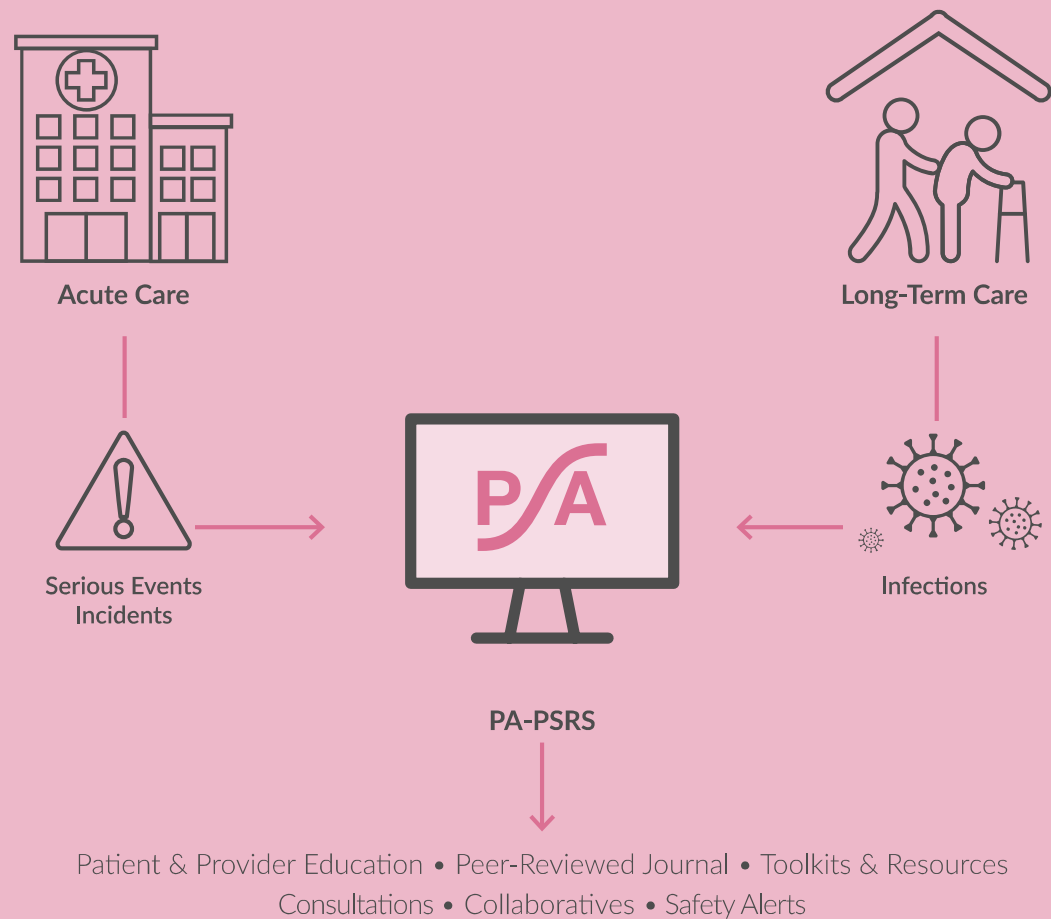 Acute Care
Long-Term Care
PSA
Serious Events
Incidents
Infections
PA-PSRS
Patient & Provider Education • Peer-Reviewed Journal • Toolkits & Resources
Consultations • Collaboratives • Safety Alerts